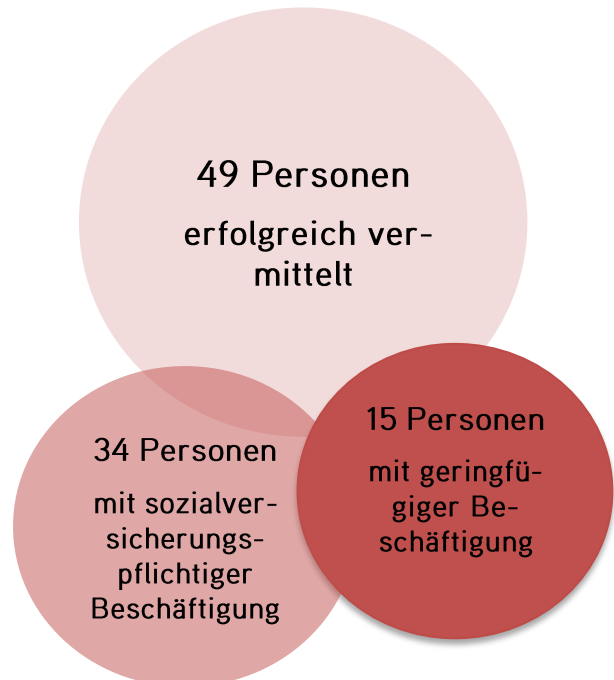 49 Personen
erfolgreich ver-
mittelt
34 Personen
mit sozialver-
sicherungs-
pflichtiger
Beschäftigung
15 Personen
mit geringfü-
giger Be-
schäftigung